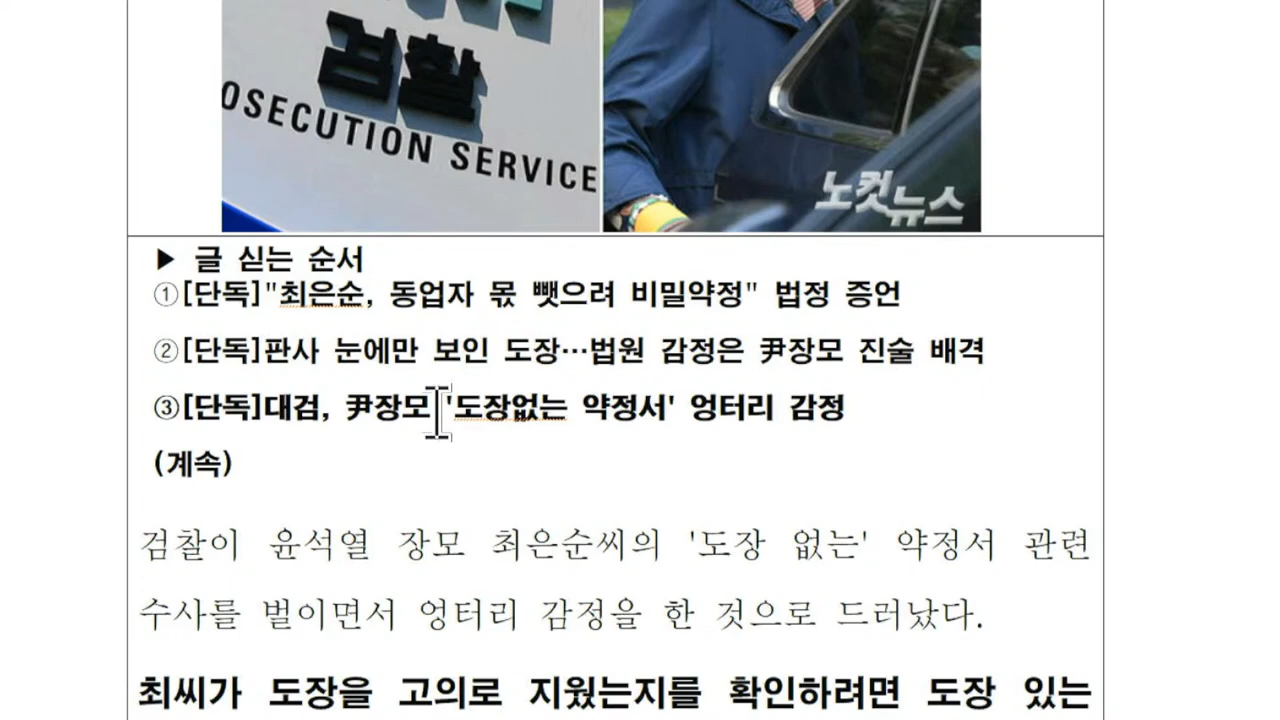 검찰
OSECUTION SERVICE
노컷뉴스
▶ 글 싣는 순서
①[단독]"최은순, 동업자 몫 뺏으려 비밀약정" 법정 증언
②[단독]판사 눈에만 보인 도장…법원 감정은 尹장모 진술 배격
③[단독]대검, 尹장모 '도장없는 약정서' 엉터리 감정
(계속)
검찰이 윤석열 장모 최은순씨의 '도장 없는' 약정서 관련
수사를 벌이면서 엉터리 감정을 한 것으로 드러났다.
최씨가 도장을 고의로 지웠는지를 확인하려면 도장 있는